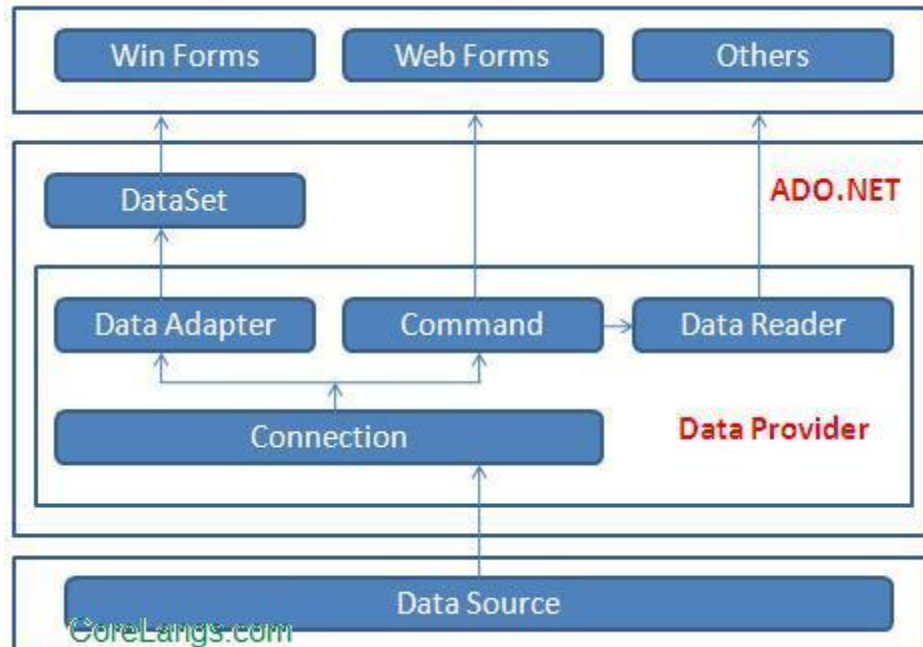 Win Forms
Web Forms
Others
DataSet
ADO.NET
Data Adapter
Command
Data Reader
Connection
Data Provider
Data Source
CoreLangs.com